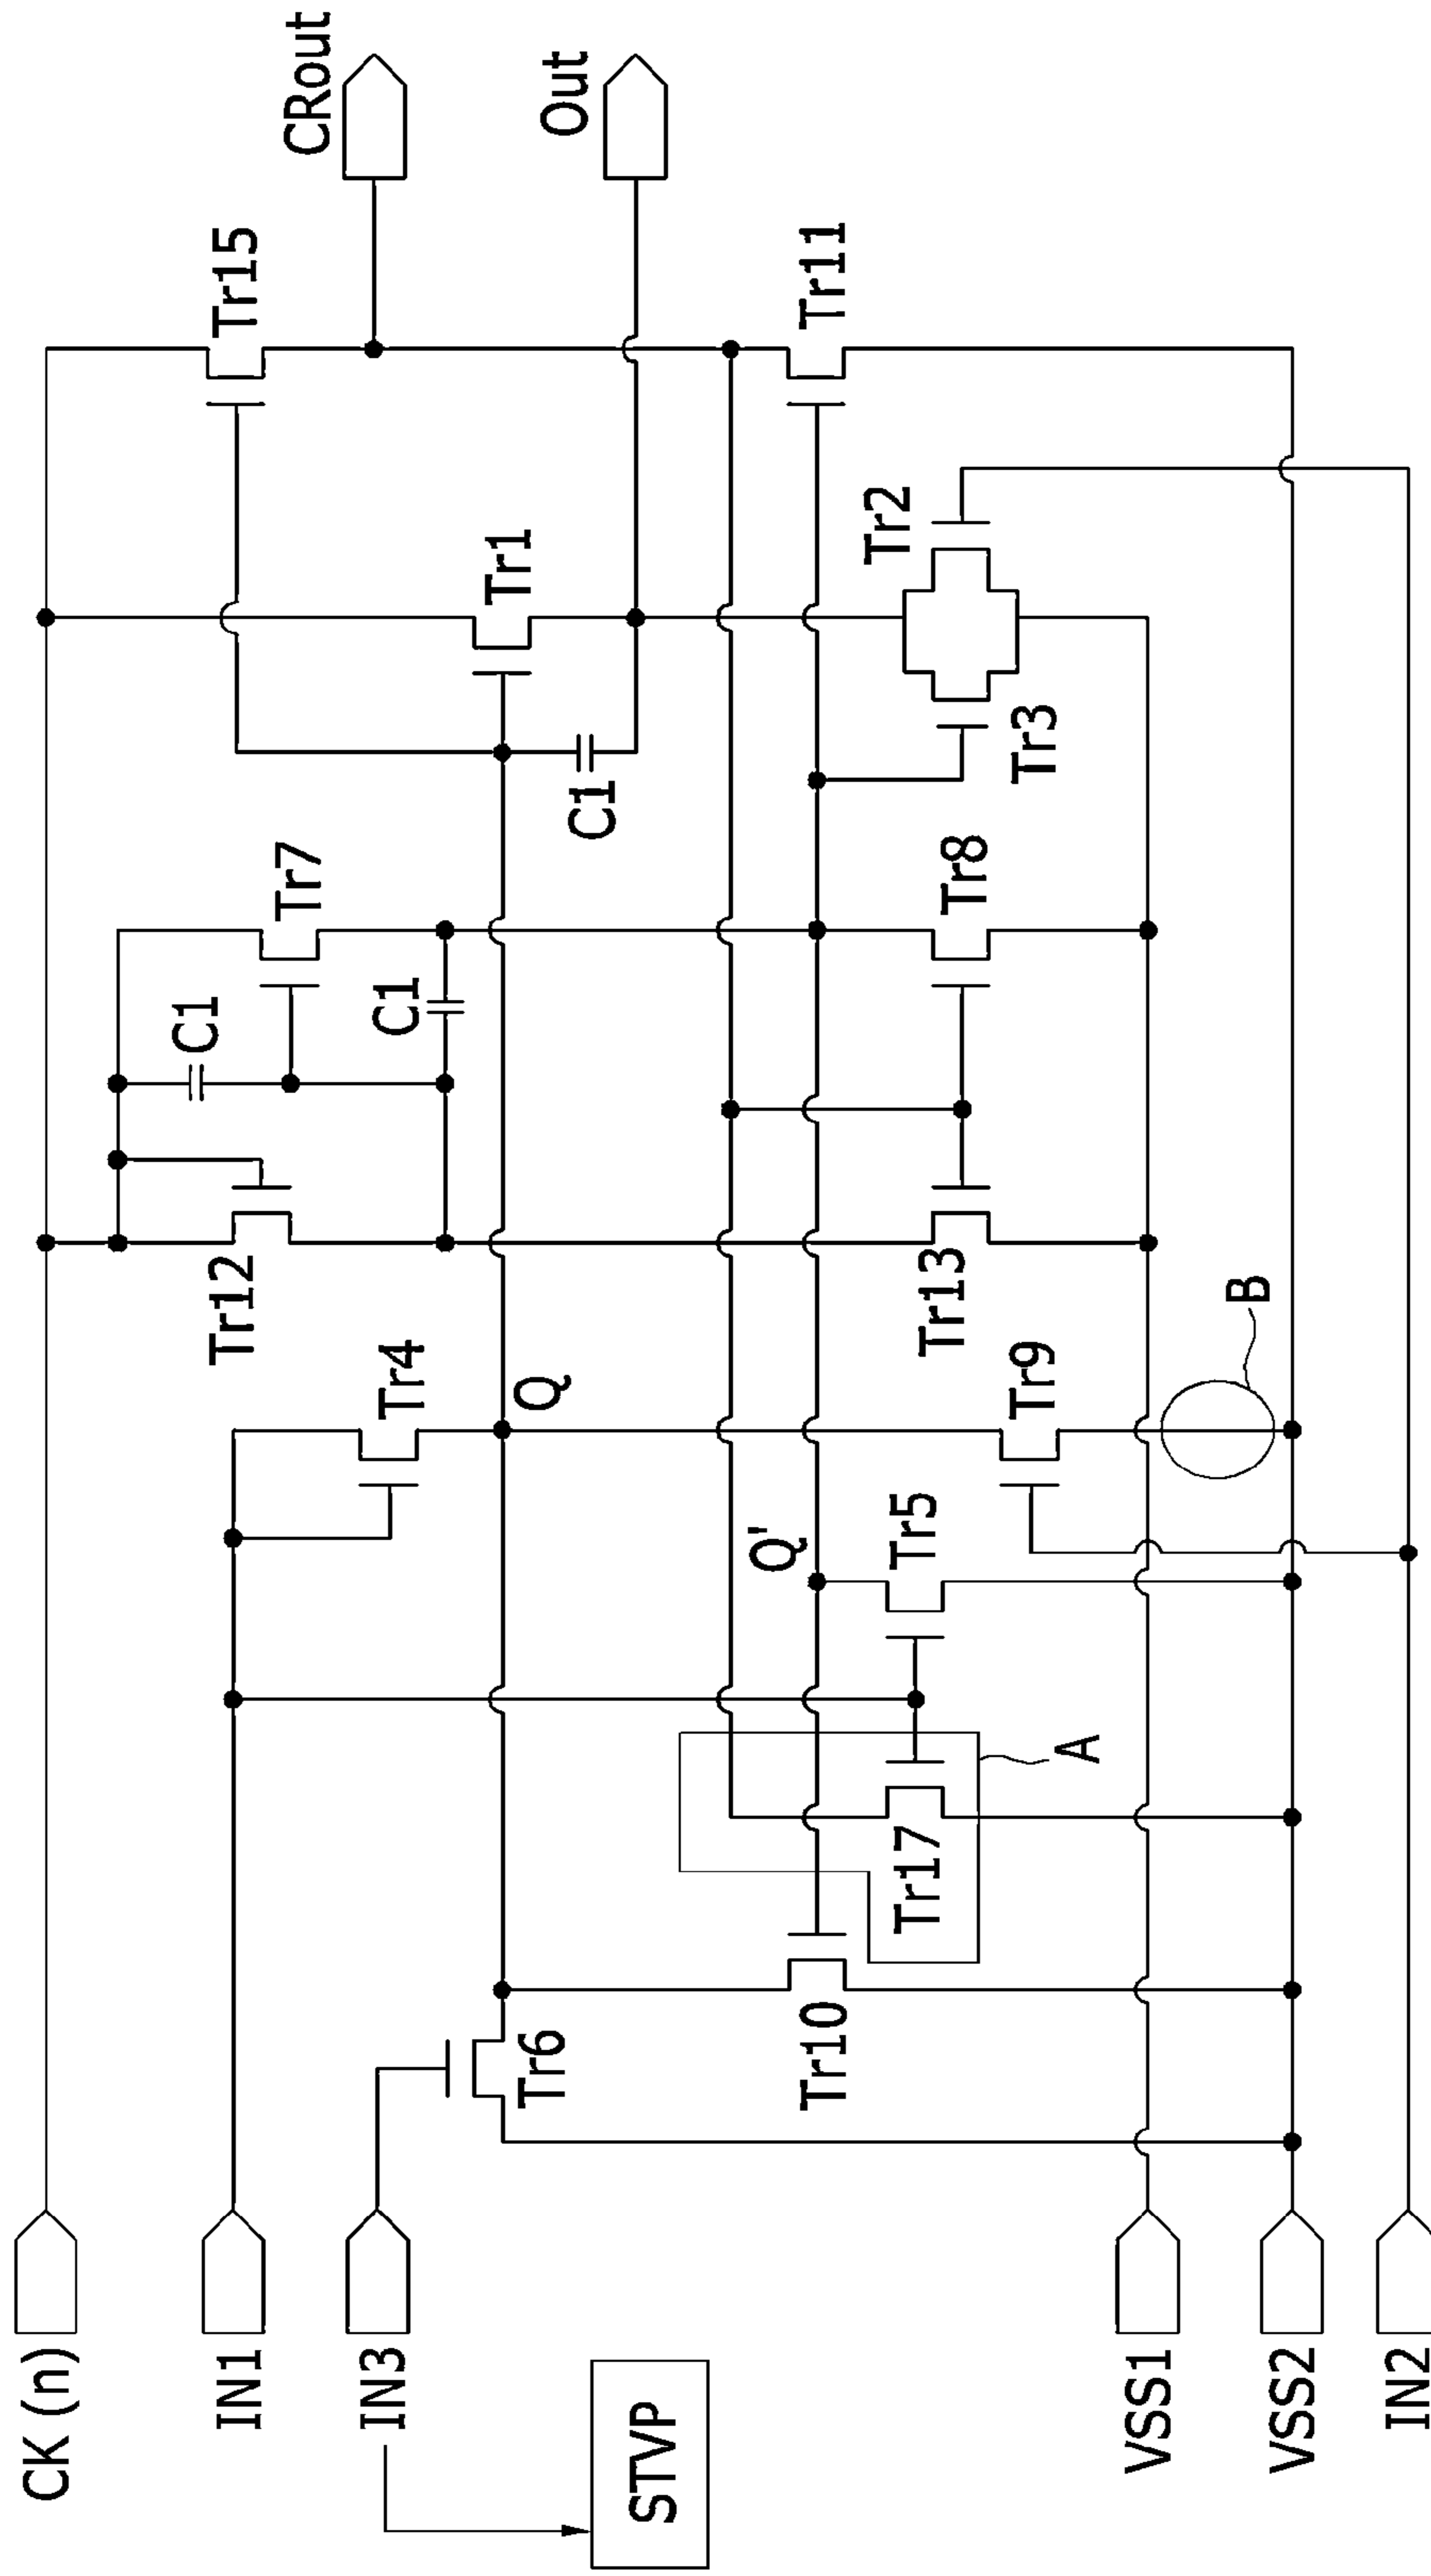 CK (n)
IN1
IN3
STVP
VSS1
VSS2
IN2
Tr6
Tr10
Tr17
A
Tr5
Q'
Q
Tr4
Tr9
B
Tr12
Tr13
C1
C1
Tr7
Tr8
C1
Tr3
Tr1
Tr2
Tr15
Tr11
CRout
Out